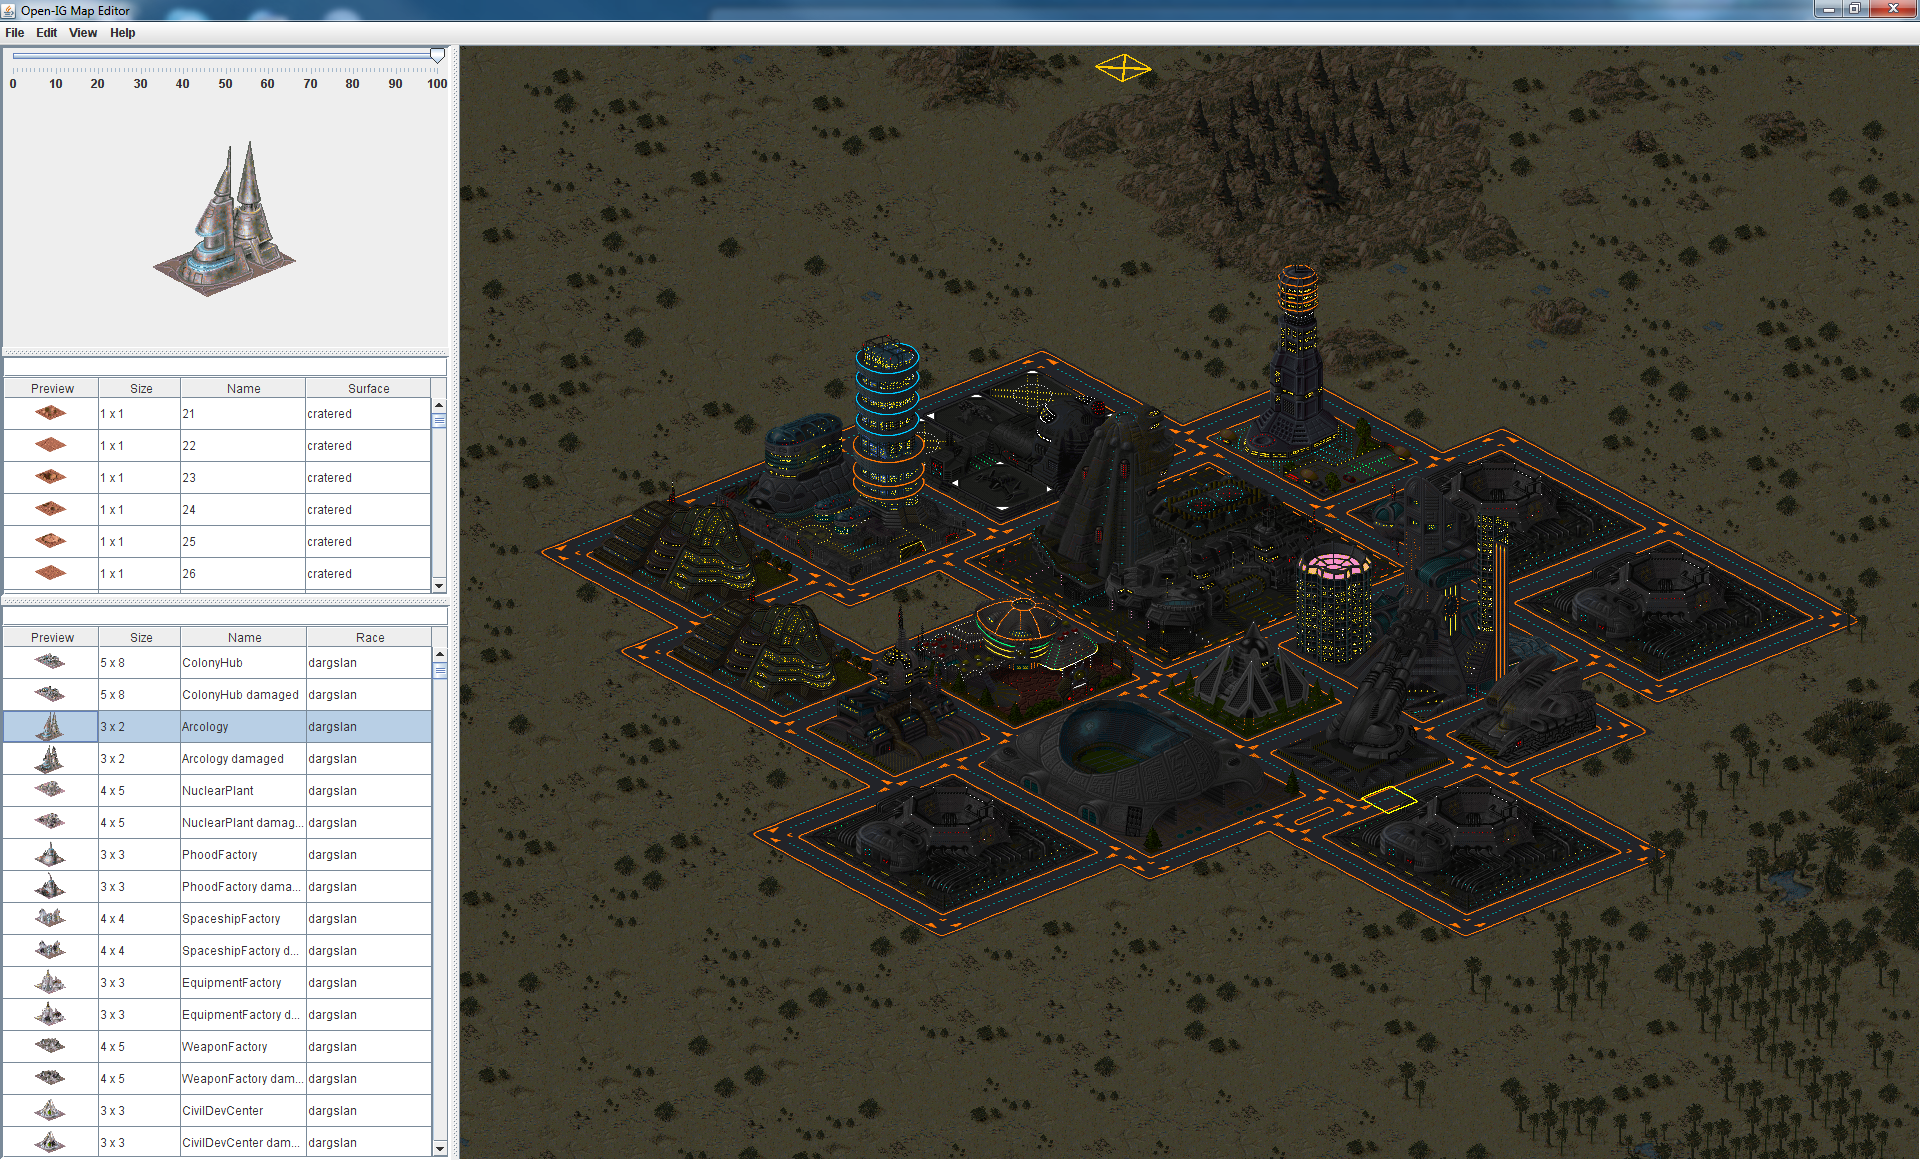 Open-IG Map Editor
File Edit View Help
0 10 20 30 40 50 60 70 80 90 100
Preview Size Name Surface
1 x 1 21 cratered
1 x 1 22 cratered
1 x 1 23 cratered
1 x 1 24 cratered
1 x 1 25 cratered
1 x 1 26 cratered
Preview Size Name Race
5 x 8 ColonyHub dargslan
5 x 8 ColonyHub damaged dargslan
3 x 2 Arcology dargslan
3 x 2 Arcology damaged dargslan
4 x 5 NuclearPlant dargslan
4 x 5 NuclearPlant damag... dargslan
3 x 3 PhoodFactory dargslan
3 x 3 PhoodFactory dama... dargslan
4 x 4 SpaceshipFactory dargslan
4 x 4 SpaceshipFactory d... dargslan
3 x 3 EquipmentFactory dargslan
3 x 3 EquipmentFactory d... dargslan
4 x 5 WeaponFactory dargslan
4 x 5 WeaponFactory dam... dargslan
3 x 3 CivilDevCenter dargslan
3 x 3 CivilDevCenter dam... dargslan